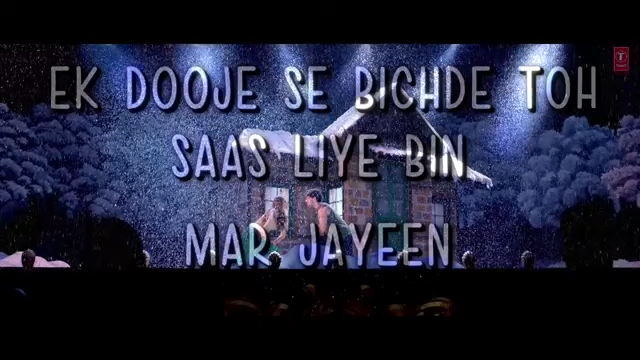 EK DOOJE SE BICHDE TOH
SAAS LIYE BIN
MAR JAYEEN